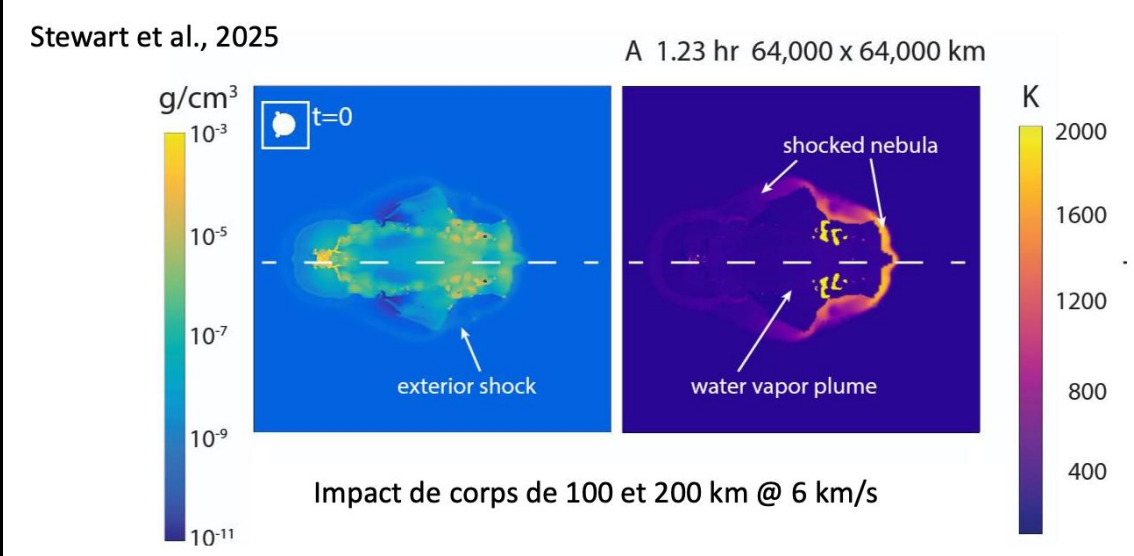 Stewart et al., 2025
A 1.23 hr 64,000 x 64,000 km
g/cm³
K
t=0
10⁻³
10⁻⁵
10⁻⁷
10⁻⁹
10⁻¹¹
shocked nebula
exterior shock
water vapor plume
2000
1600
1200
800
400
Impact de corps de 100 et 200 km @ 6 km/s